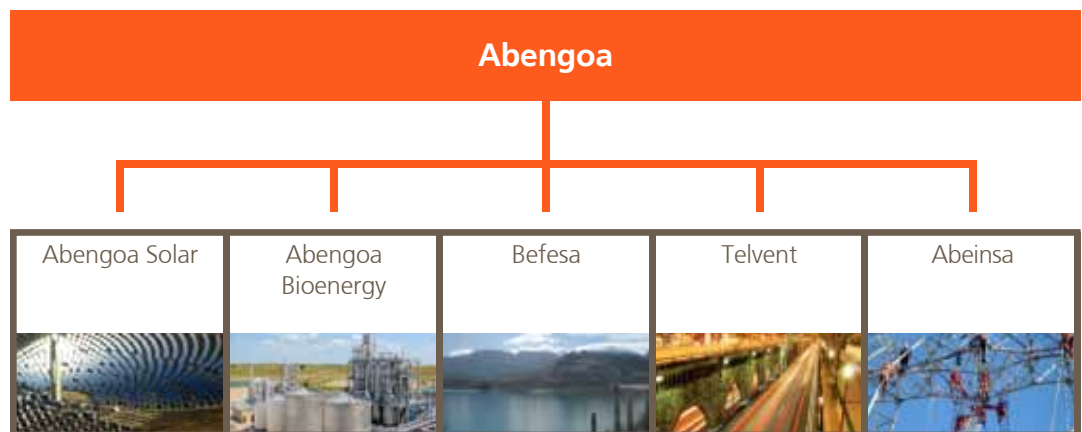 Abengoa
Abengoa Solar
Abengoa
Bioenergy
Befesa
Telvent
Abeinsa